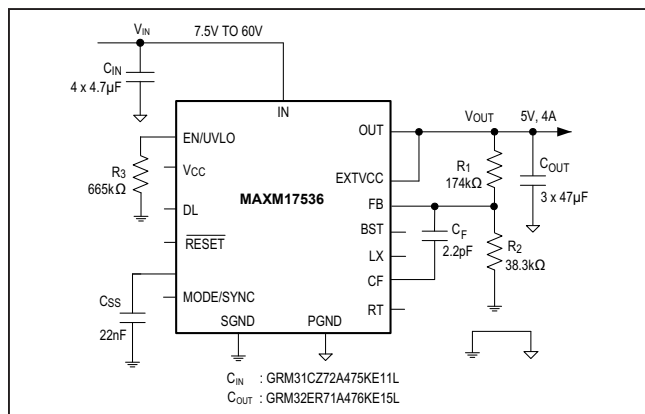 VIN 7.5V TO 60V
CIN
4 x 4.7µF
IN
EN/UVLO
R3
665kΩ
VCC
DL
RESET
MODE/SYNC
CSS
22nF
SGND
PGND
MAXM17536
OUT
EXTVCC
FB
BST
LX
CF
RT
VOUT 5V, 4A
R1
174kΩ
COUT
3 x 47µF
CF
2.2pF
R2
38.3kΩ
CIN : GRM31CZ72A475KE11L
COUT : GRM32ER71A476KE15L